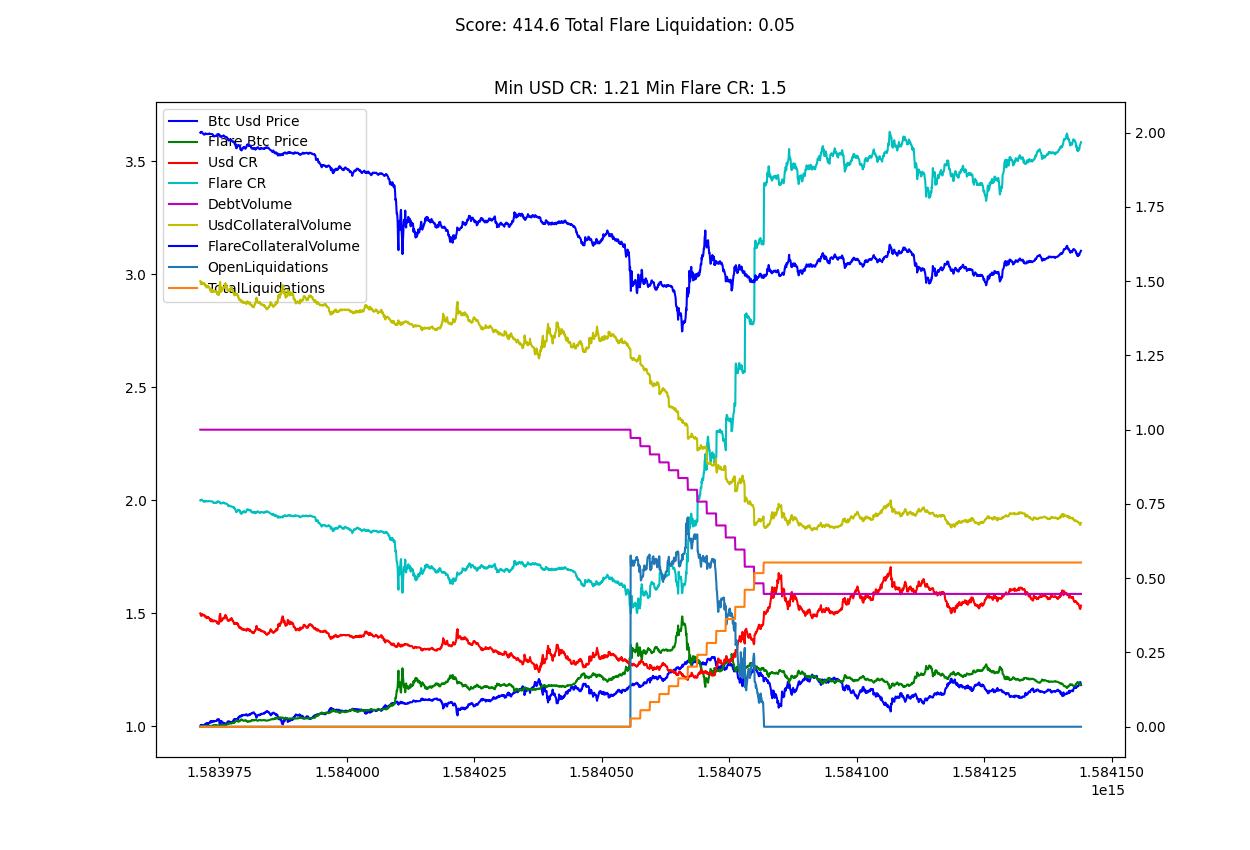 Score: 414.6 Total Flare Liquidation: 0.05
Min USD CR: 1.21 Min Flare CR: 1.5
Btc Usd Price
Flare Btc Price
Usd CR
Flare CR
DebtVolume
UsdCollateralVolume
FlareCollateralVolume
OpenLiquidations
TotalLiquidations
3.5
3.0
2.5
2.0
1.5
1.0
2.00
1.75
1.50
1.25
1.00
0.75
0.50
0.25
0.00
1.583975 1.584000 1.584025 1.584050 1.584075 1.584100 1.584125 1.584150
1e15